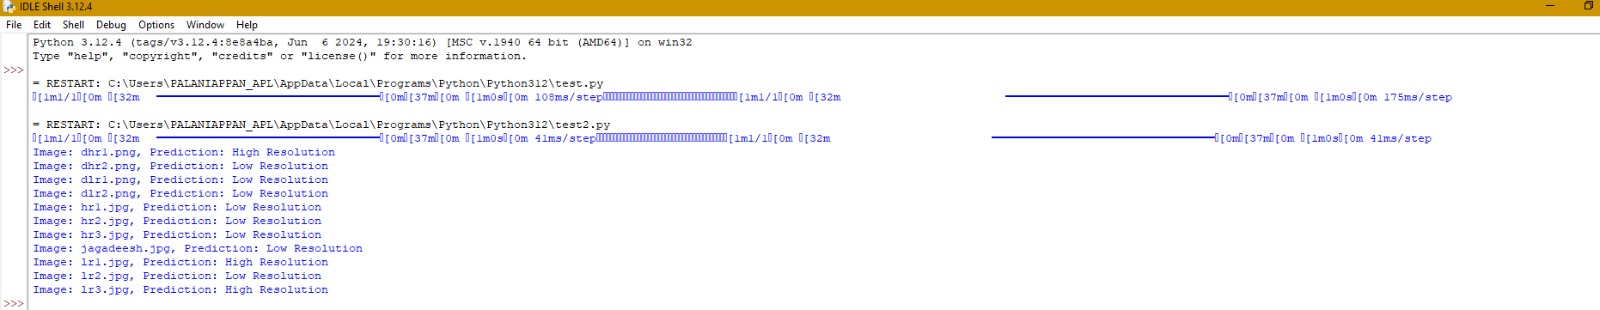 IDLE Shell 3.12.4
File Edit Shell Debug Options Window Help
Python 3.12.4 (tags/v3.12.4:8e8a4ba, Jun 6 2024, 19:30:16) [MSC v.1940 64 bit (AMD64)] on win32
Type "help", "copyright", "credits" or "license()" for more information.
>>>
= RESTART: C:\Users\PALANIAPPAN_APL\AppData\Local\Programs\Python\Python312\test.py
[1m1/1[0m [32m ━━━━━━━━━━━━━━━━━━━━[0m[37m[0m [1m0s[0m 108ms/step[1m1/1[0m [32m ━━━━━━━━━━━━━━━━━━━━[0m[37m[0m [1m0s[0m 175ms/step
= RESTART: C:\Users\PALANIAPPAN_APL\AppData\Local\Programs\Python\Python312\test2.py
[1m1/1[0m [32m ━━━━━━━━━━━━━━━━━━━━[0m[37m[0m [1m0s[0m 41ms/step[1m1/1[0m [32m ━━━━━━━━━━━━━━━━━━━━[0m[37m[0m [1m0s[0m 41ms/step
Image: dhr1.png, Prediction: High Resolution
Image: dhr2.png, Prediction: Low Resolution
Image: dlr1.png, Prediction: Low Resolution
Image: dlr2.png, Prediction: Low Resolution
Image: hr1.jpg, Prediction: Low Resolution
Image: hr2.jpg, Prediction: Low Resolution
Image: hr3.jpg, Prediction: Low Resolution
Image: jagadeesh.jpg, Prediction: Low Resolution
Image: lr1.jpg, Prediction: High Resolution
Image: lr2.jpg, Prediction: Low Resolution
Image: lr3.jpg, Prediction: High Resolution
>>>